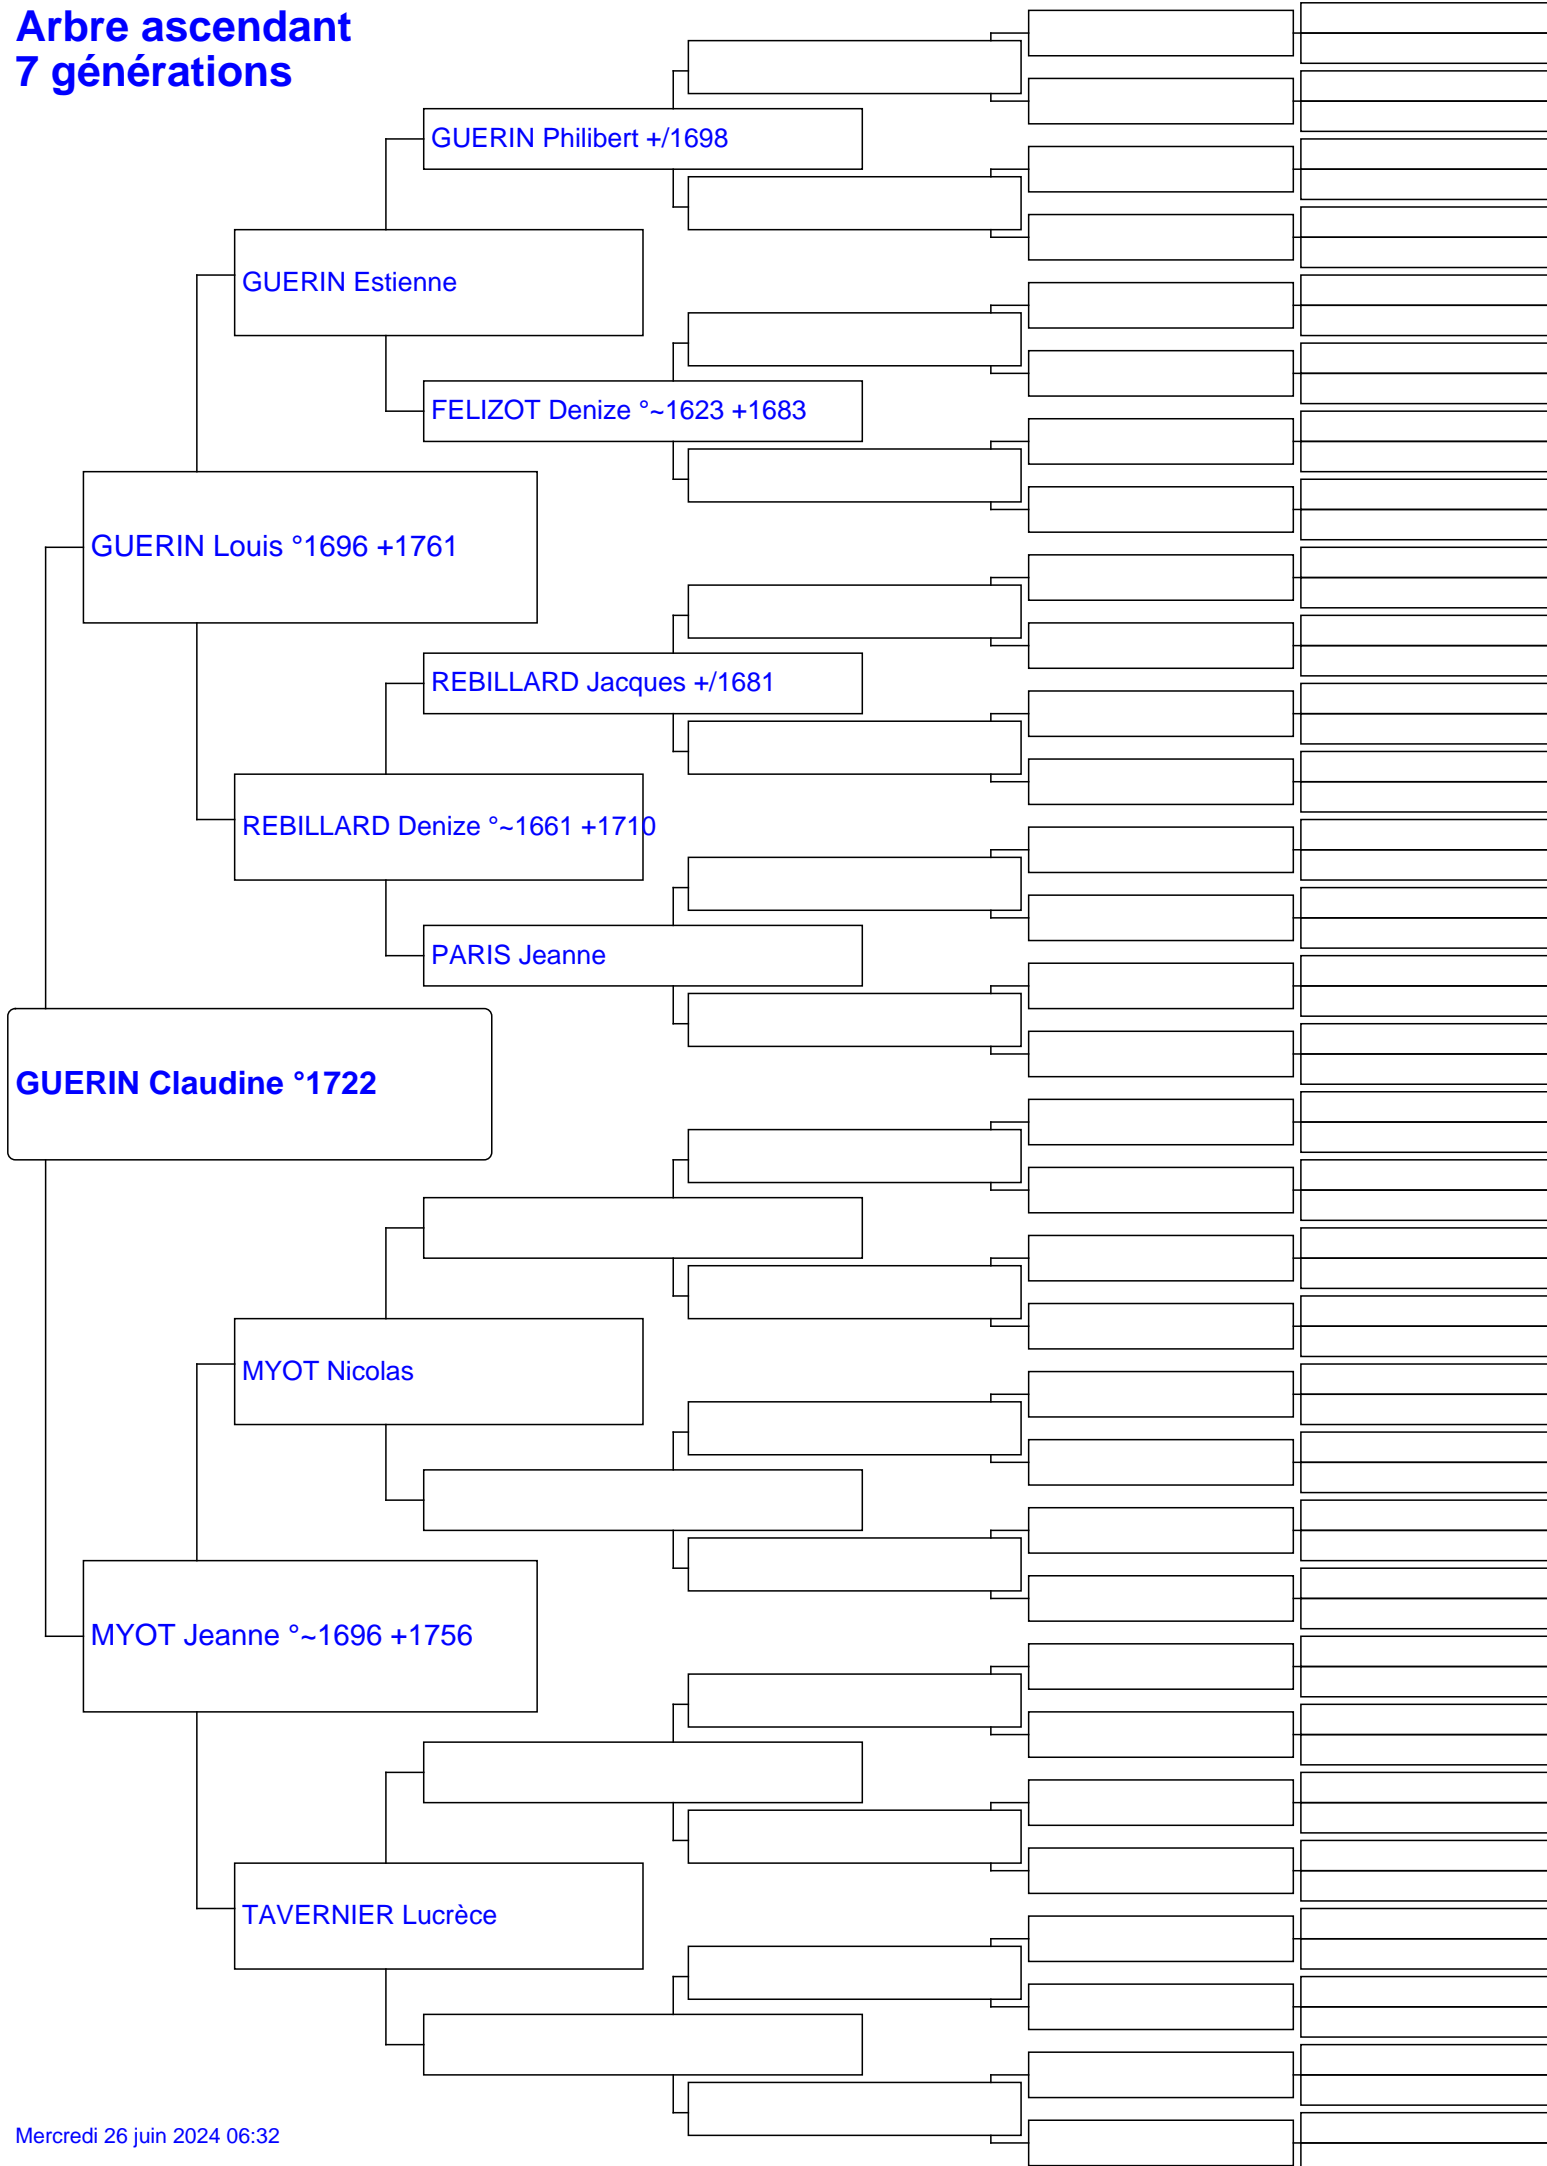 Arbre ascendant
7 générations
GUERIN Philibert +/1698
GUERIN Estienne
FELIZOT Denize °~1623 +1683
GUERIN Louis °1696 +1761
REBILLARD Jacques +/1681
REBILLARD Denize °~1661 +1710
PARIS Jeanne
GUERIN Claudine °1722
MYOT Nicolas
MYOT Jeanne °~1696 +1756
TAVERNIER Lucrèce
Mercredi 26 juin 2024 06:32